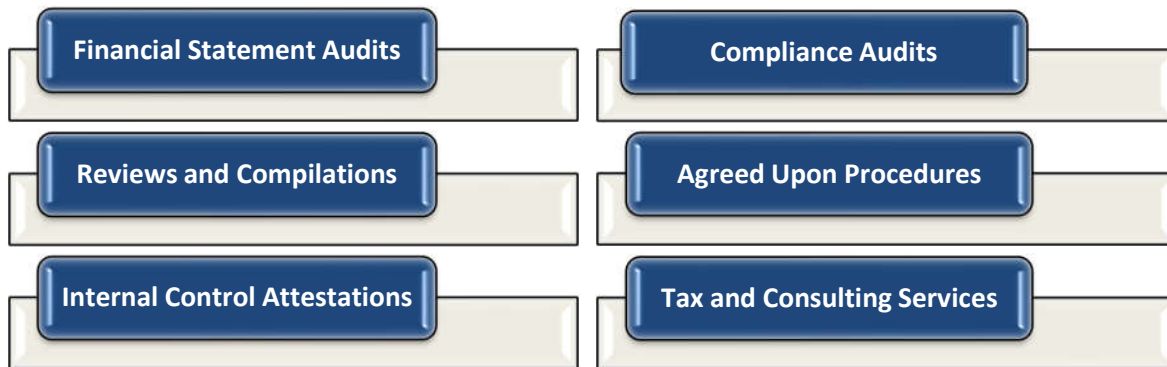 Financial Statement Audits
Compliance Audits
Reviews and Compilations
Agreed Upon Procedures
Internal Control Attestations
Tax and Consulting Services